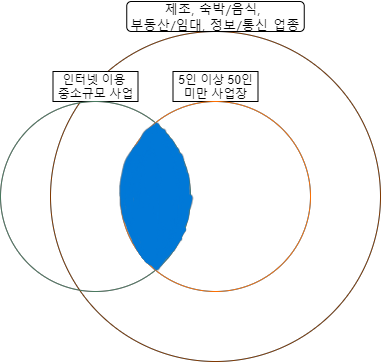 제조, 숙박/음식,
부동산/임대, 정보/통신 업종
인터넷 이용
중소규모 사업
5인 이상 50인
미만 사업장